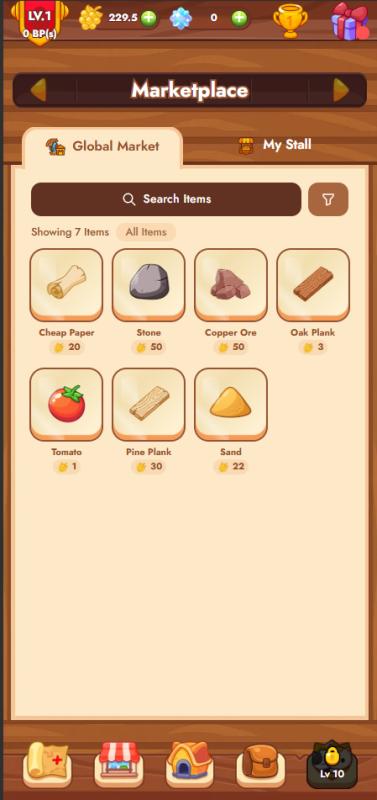 LV.1
229.5
0
1
0 BP(s)
Marketplace
Global Market
My Stall
Search Items
Showing 7 Items All Items
Cheap Paper Stone Copper Ore Oak Plank
20 50 50 3
Tomato Pine Plank Sand
1 30 22
Lv 10